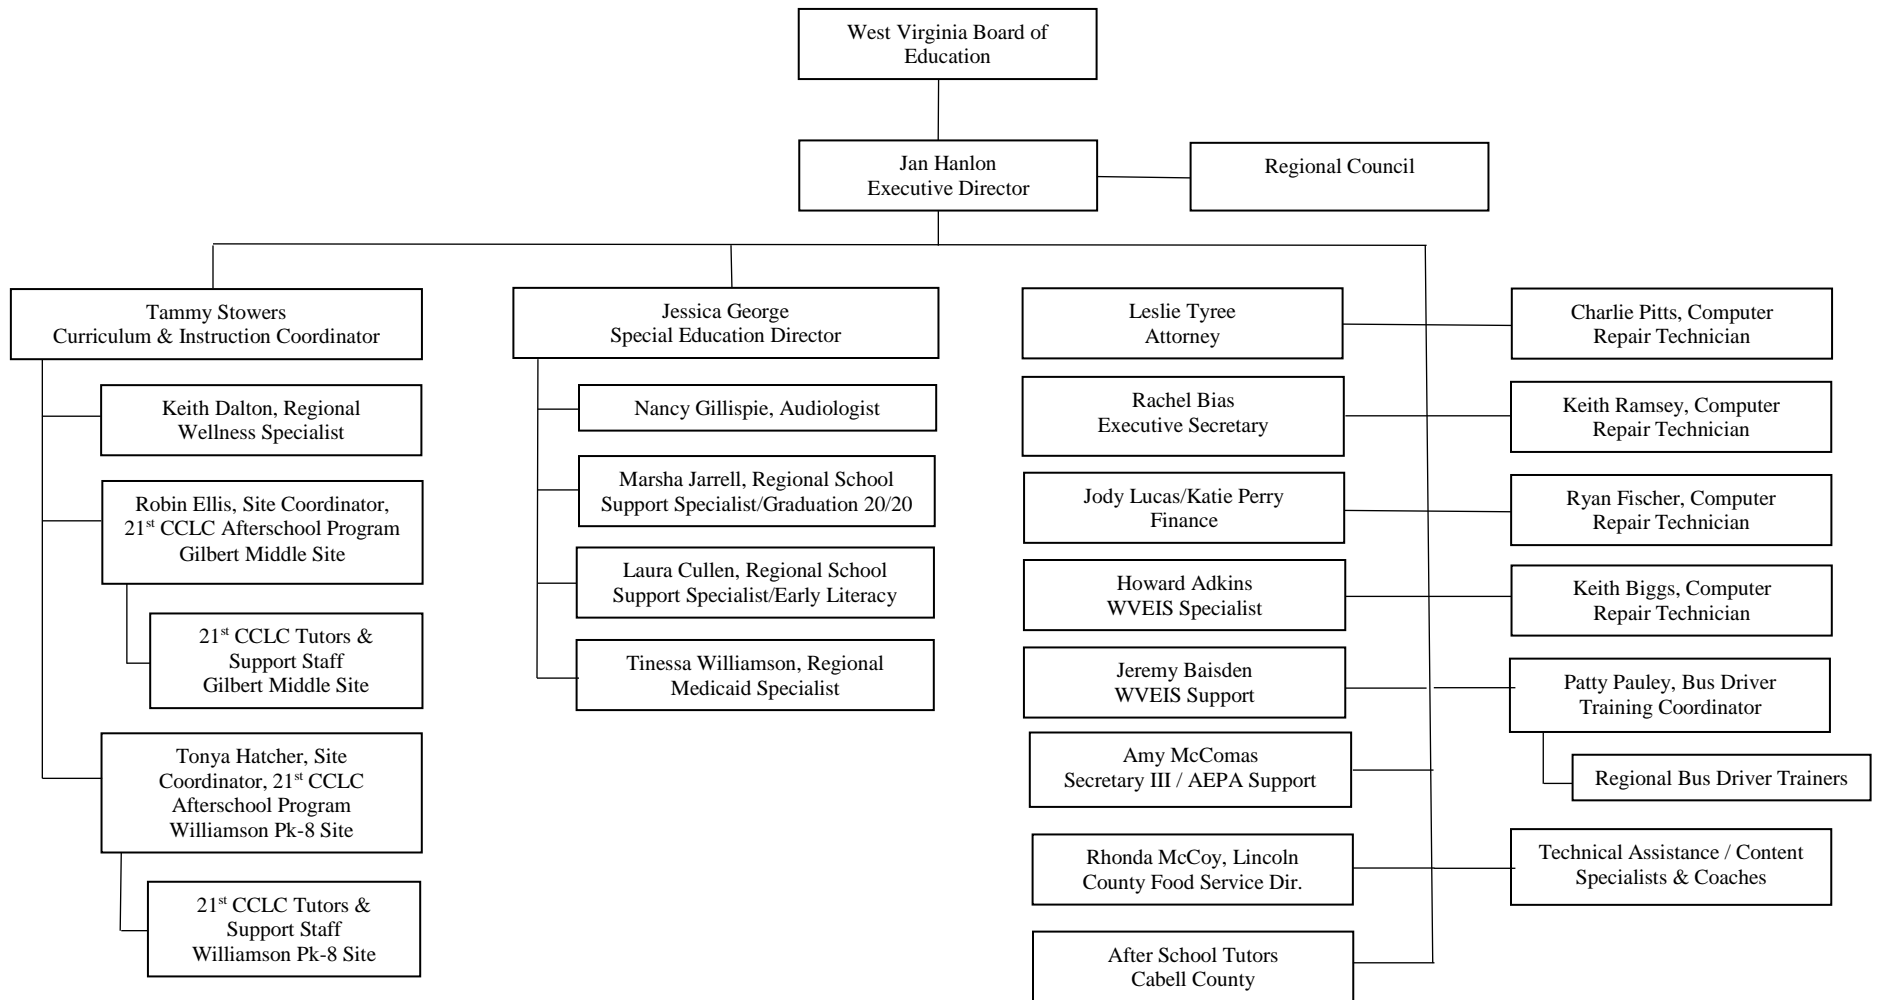 West Virginia Board of
Education
Jan Hanlon
Executive Director
Regional Council
Tammy Stowers
Curriculum & Instruction Coordinator
Keith Dalton, Regional
Wellness Specialist
Robin Ellis, Site Coordinator,
21st CCLC Afterschool Program
Gilbert Middle Site
21st CCLC Tutors &
Support Staff
Gilbert Middle Site
Tonya Hatcher, Site
Coordinator, 21st CCLC
Afterschool Program
Williamson Pk-8 Site
21st CCLC Tutors &
Support Staff
Williamson Pk-8 Site
Jessica George
Special Education Director
Nancy Gillispie, Audiologist
Marsha Jarrell, Regional School
Support Specialist/Graduation 20/20
Laura Cullen, Regional School
Support Specialist/Early Literacy
Tinessa Williamson, Regional
Medicaid Specialist
Leslie Tyree
Attorney
Rachel Bias
Executive Secretary
Jody Lucas/Katie Perry
Finance
Howard Adkins
WVEIS Specialist
Jeremy Baisden
WVEIS Support
Amy McComas
Secretary III / AEPA Support
Rhonda McCoy, Lincoln
County Food Service Dir.
After School Tutors
Cabell County
Charlie Pitts, Computer
Repair Technician
Keith Ramsey, Computer
Repair Technician
Ryan Fischer, Computer
Repair Technician
Keith Biggs, Computer
Repair Technician
Patty Pauley, Bus Driver
Training Coordinator
Regional Bus Driver Trainers
Technical Assistance / Content
Specialists & Coaches